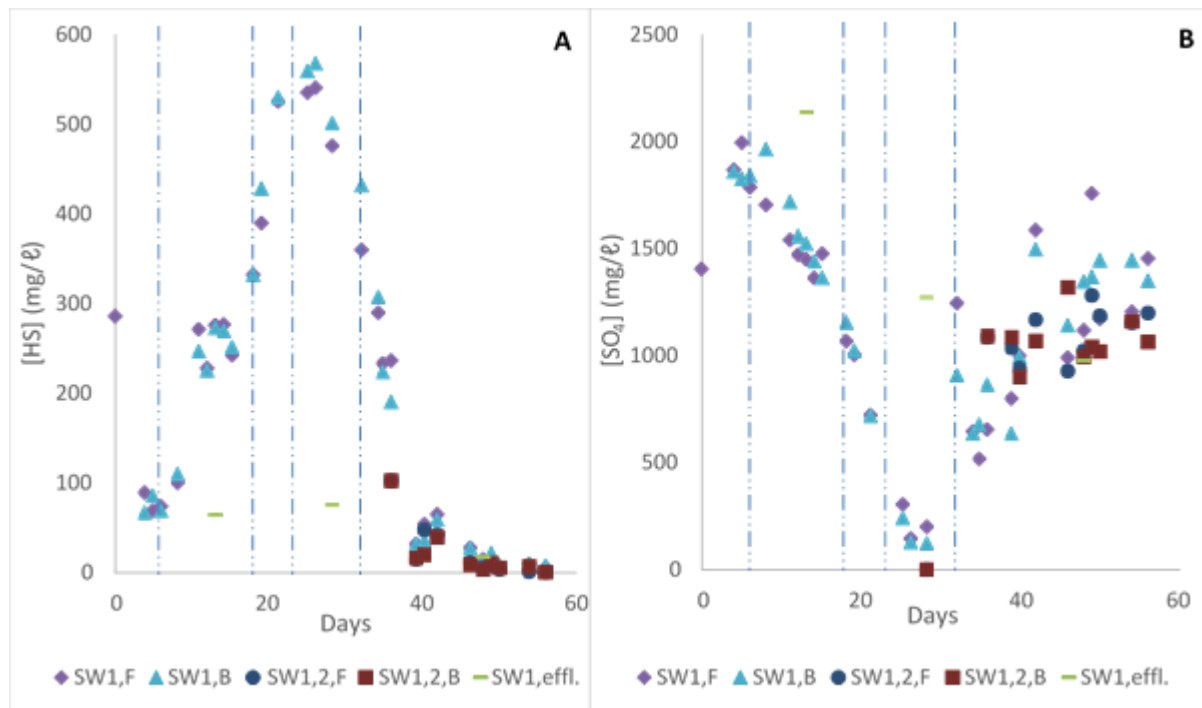 A
600
500
400
300
200
100
0
[HS] (mg/ℓ)
0 20 40 60
Days
SW1,F SW1,B SW1,2,F SW1,2,B SW1,effl.
B
2500
2000
1500
1000
500
0
[SO₄] (mg/ℓ)
0 20 40 60
Days
SW1,F SW1,B SW1,2,F SW1,2,B SW1,effl.